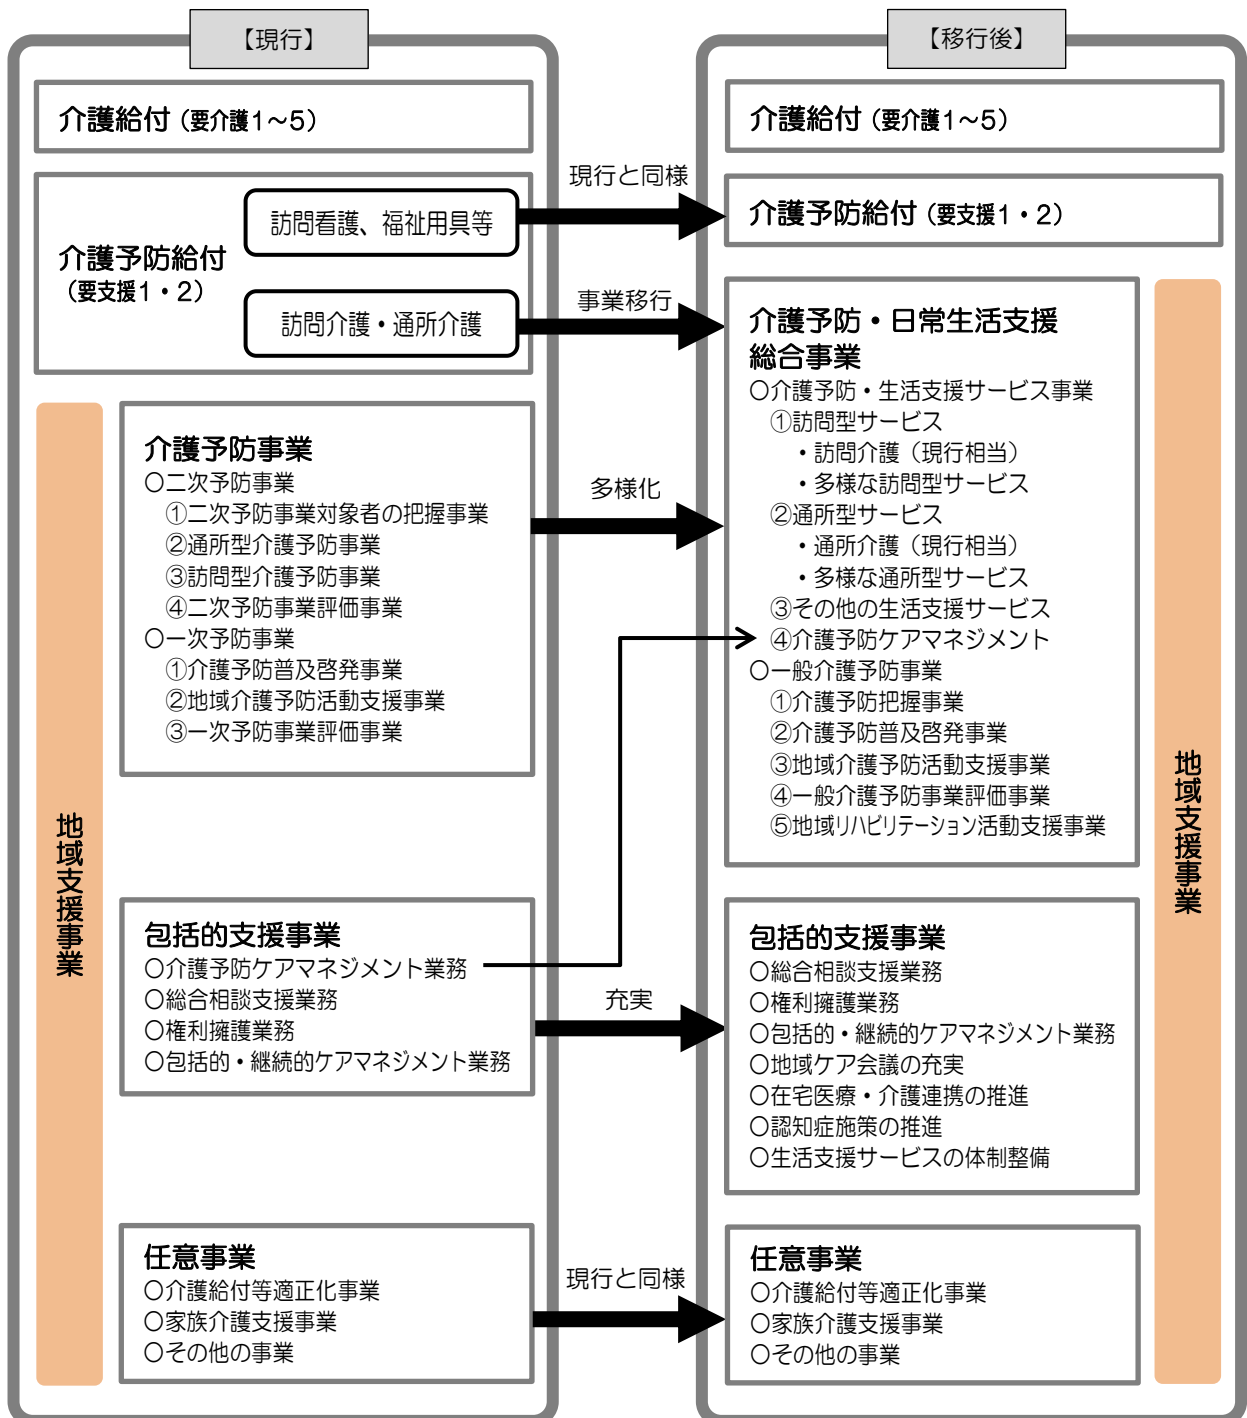 【現行】
介護給付（要介護1～5）
介護予防給付
（要支援1・2）
訪問看護、福祉用具等
訪問介護・通所介護
地域支援事業
介護予防事業
〇二次予防事業
①二次予防事業対象者の把握事業
②通所型介護予防事業
③訪問型介護予防事業
④二次予防事業評価事業
〇一次予防事業
①介護予防普及啓発事業
②地域介護予防活動支援事業
③一次予防事業評価事業
包括的支援事業
〇介護予防ケアマネジメント業務
〇総合相談支援業務
〇権利擁護業務
〇包括的・継続的ケアマネジメント業務
任意事業
〇介護給付等適正化事業
〇家族介護支援事業
〇その他の事業
現行と同様
事業移行
多様化
充実
現行と同様
【移行後】
介護給付（要介護1～5）
介護予防給付（要支援1・2）
介護予防・日常生活支援
総合事業
〇介護予防・生活支援サービス事業
①訪問型サービス
・訪問介護（現行相当）
・多様な訪問型サービス
②通所型サービス
・通所介護（現行相当）
・多様な通所型サービス
③その他の生活支援サービス
④介護予防ケアマネジメント
〇一般介護予防事業
①介護予防把握事業
②介護予防普及啓発事業
③地域介護予防活動支援事業
④一般介護予防事業評価事業
⑤地域リハビリテーション活動支援事業
包括的支援事業
〇総合相談支援業務
〇権利擁護業務
〇包括的・継続的ケアマネジメント業務
〇地域ケア会議の充実
〇在宅医療・介護連携の推進
〇認知症施策の推進
〇生活支援サービスの体制整備
任意事業
〇介護給付等適正化事業
〇家族介護支援事業
〇その他の事業
地域支援事業